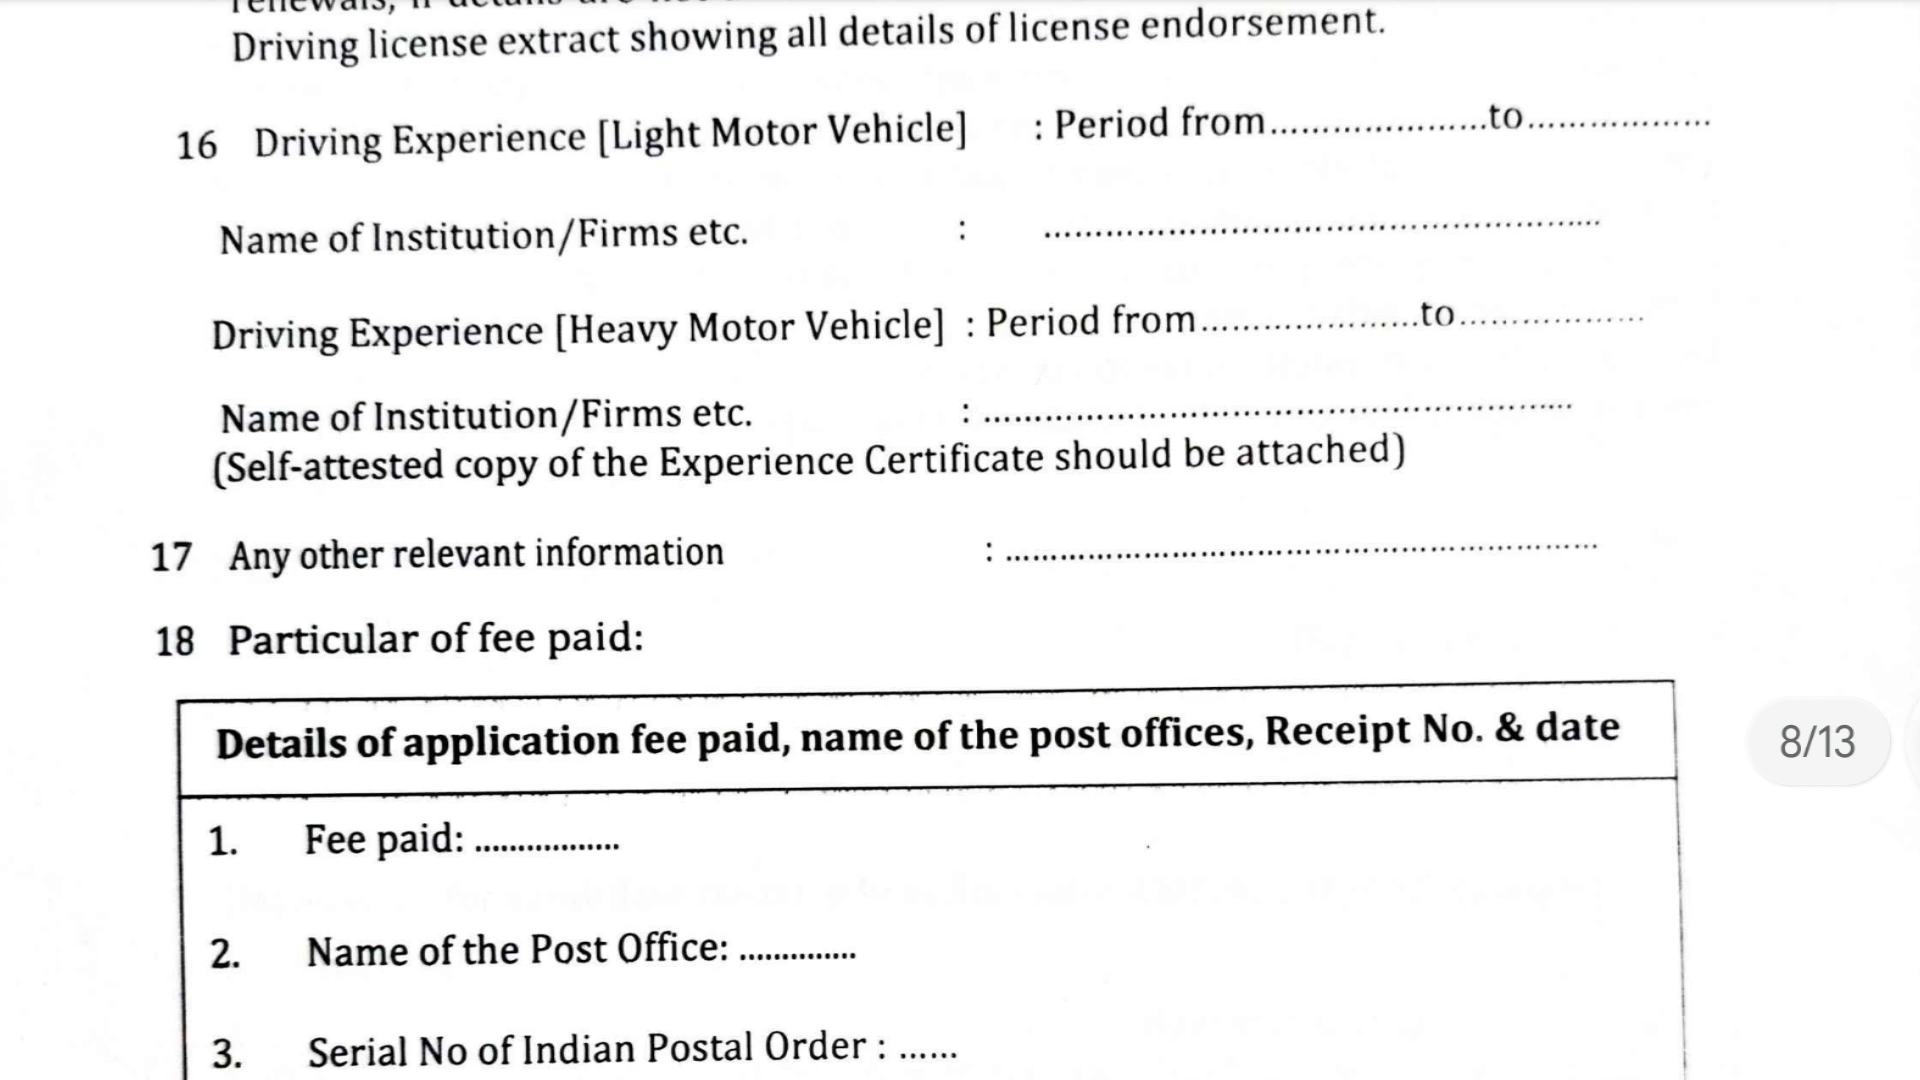 Driving license extract showing all details of license endorsement.
16 Driving Experience [Light Motor Vehicle] : Period from.....................to..................
Name of Institution/Firms etc. : ......................................................
Driving Experience [Heavy Motor Vehicle] : Period from.....................to..................
Name of Institution/Firms etc. : .........................................................
(Self-attested copy of the Experience Certificate should be attached)
17 Any other relevant information : .........................................................
18 Particular of fee paid:
Details of application fee paid, name of the post offices, Receipt No. & date
1. Fee paid: .................
8/13
2. Name of the Post Office: ..............
3. Serial No of Indian Postal Order : ......